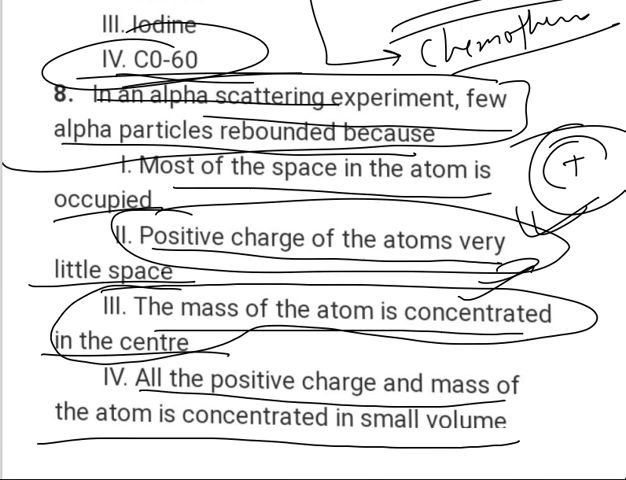 III. Iodine
IV. C0-60
Chemother
8. In an alpha scattering experiment, few
alpha particles rebounded because
I. Most of the space in the atom is
occupied
+
II. Positive charge of the atoms very
little space
III. The mass of the atom is concentrated
in the centre
IV. All the positive charge and mass of
the atom is concentrated in small volume